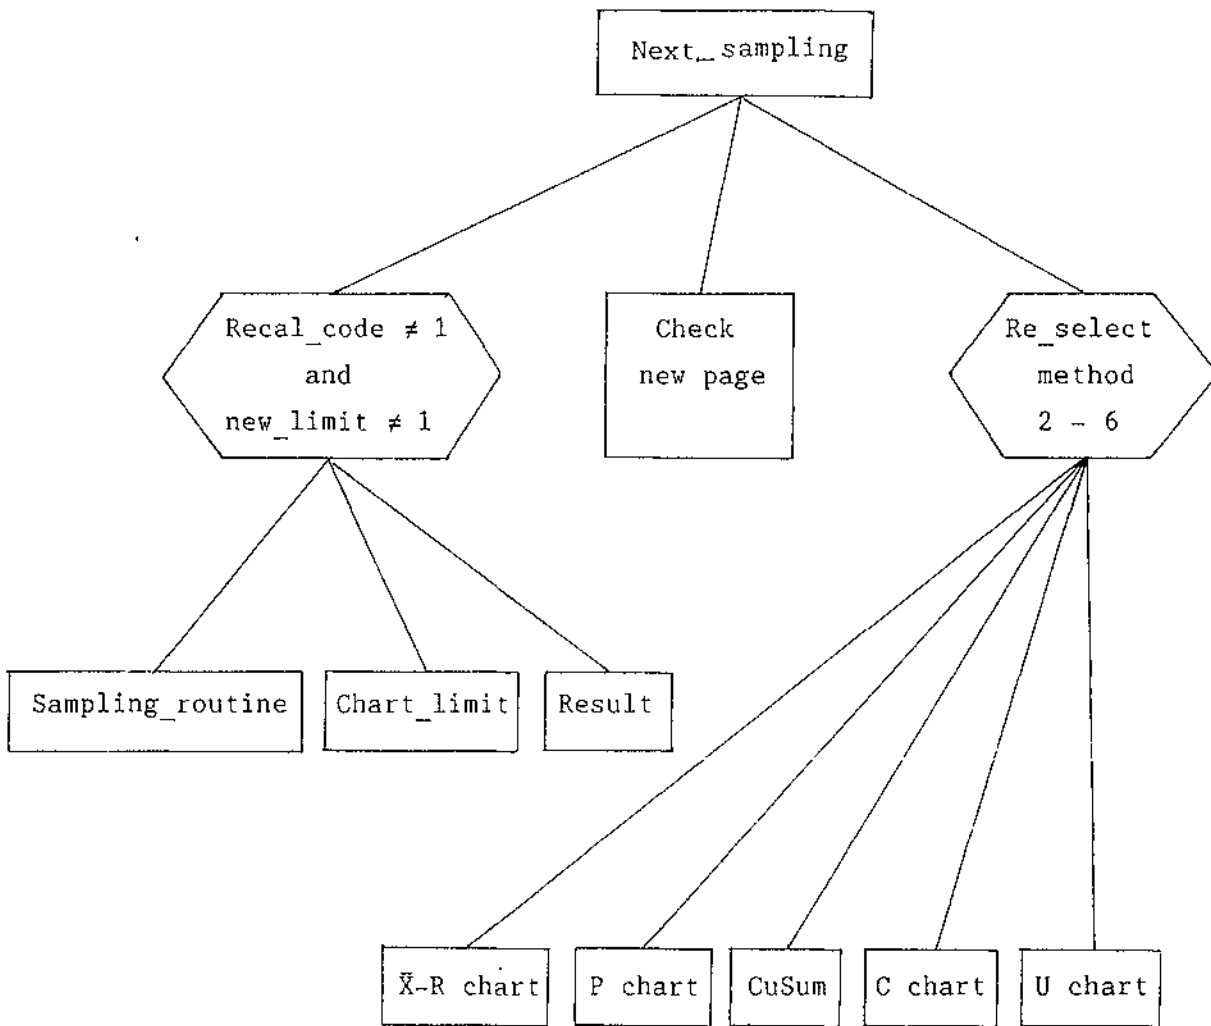 Next_sampling
Recal_code ≠ 1
and
new_limit ≠ 1
Check
new page
Re_select
method
2 - 6
Sampling_routine
Chart_limit
Result
X̄-R chart
P chart
CuSum
C chart
U chart